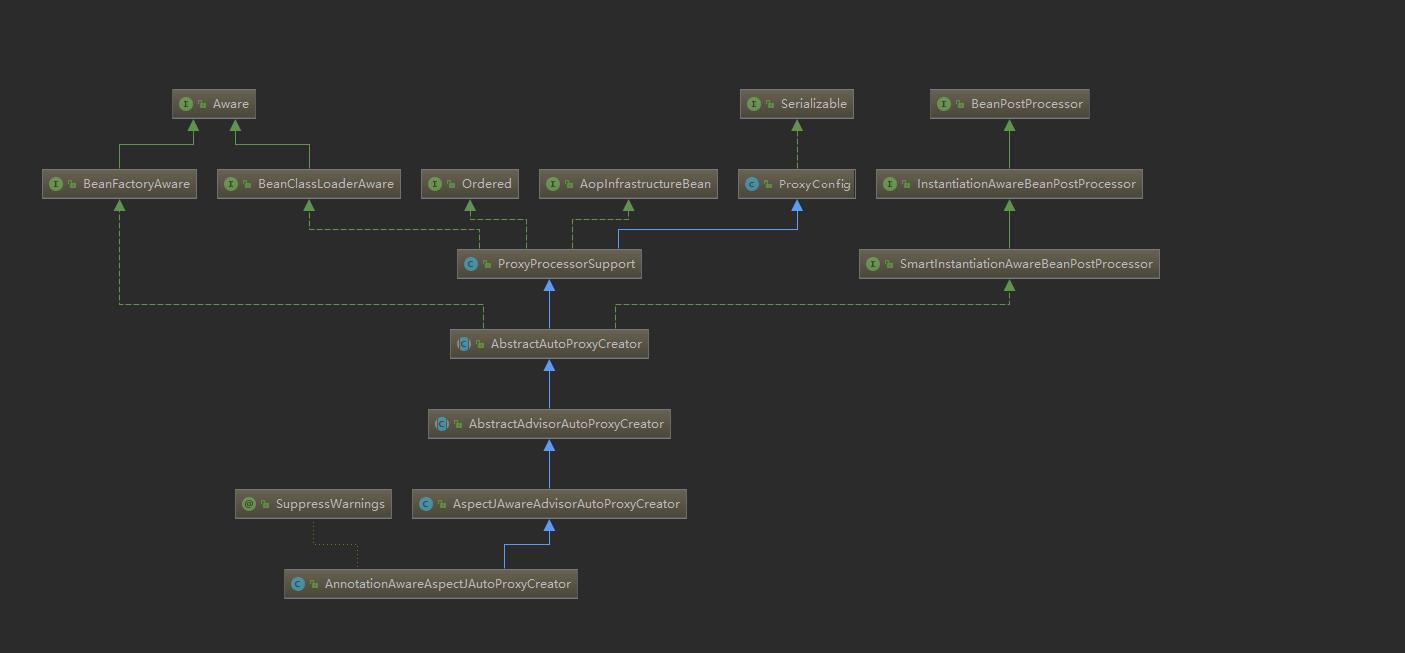 Aware
Serializable
BeanPostProcessor
BeanFactoryAware
BeanClassLoaderAware
Ordered
AopInfrastructureBean
ProxyConfig
InstantiationAwareBeanPostProcessor
ProxyProcessorSupport
SmartInstantiationAwareBeanPostProcessor
AbstractAutoProxyCreator
AbstractAdvisorAutoProxyCreator
SuppressWarnings
AspectJAwareAdvisorAutoProxyCreator
AnnotationAwareAspectJAutoProxyCreator